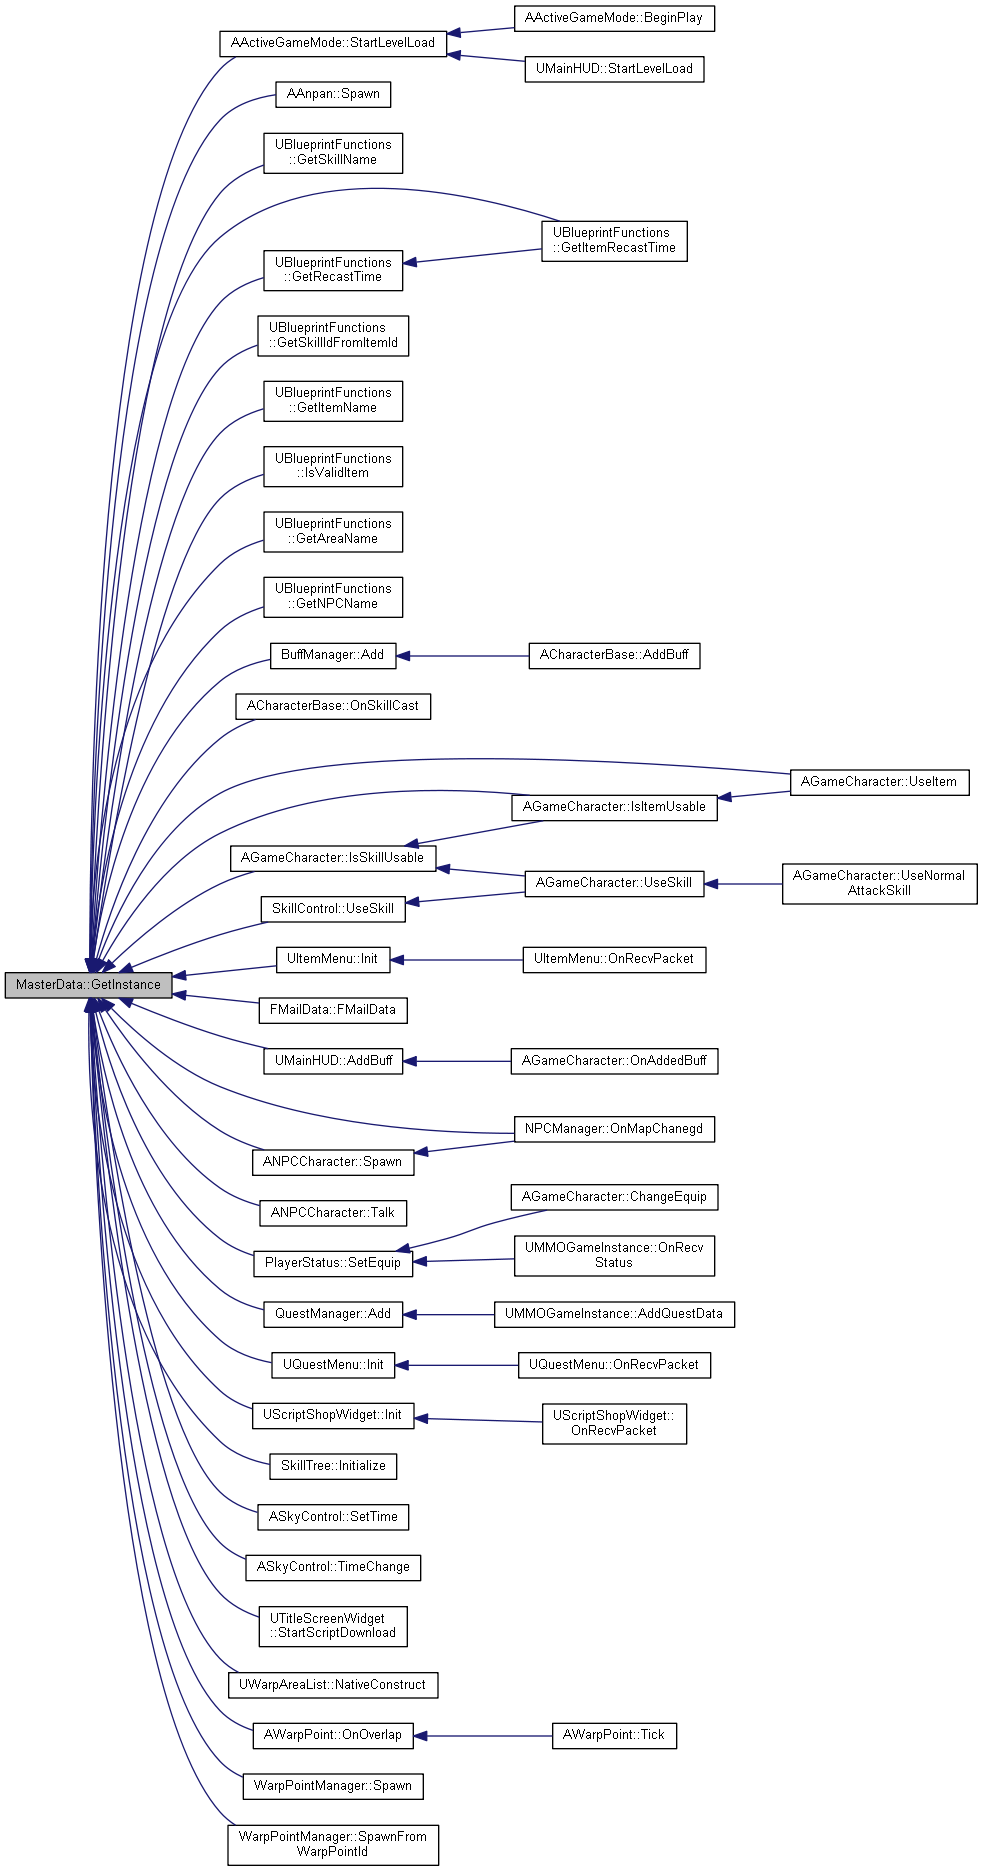 AActiveGameMode::BeginPlay
AActiveGameMode::StartLevelLoad
UMainHUD::StartLevelLoad
AAnpan::Spawn
UBlueprintFunctions
::GetSkillName
UBlueprintFunctions
::GetItemRecastTime
UBlueprintFunctions
::GetRecastTime
UBlueprintFunctions
::GetSkillIdFromItemId
UBlueprintFunctions
::GetItemName
UBlueprintFunctions
::IsValidItem
UBlueprintFunctions
::GetAreaName
UBlueprintFunctions
::GetNPCName
BuffManager::Add
ACharacterBase::AddBuff
ACharacterBase::OnSkillCast
AGameCharacter::UseItem
AGameCharacter::IsItemUsable
AGameCharacter::IsSkillUsable
AGameCharacter::UseSkill
AGameCharacter::UseNormal
AttackSkill
SkillControl::UseSkill
UItemMenu::Init
UItemMenu::OnRecvPacket
MasterData::GetInstance
FMailData::FMailData
UMainHUD::AddBuff
AGameCharacter::OnAddedBuff
NPCManager::OnMapChanegd
ANPCCharacter::Spawn
ANPCCharacter::Talk
AGameCharacter::ChangeEquip
PlayerStatus::SetEquip
UMMOGameInstance::OnRecv
Status
QuestManager::Add
UMMOGameInstance::AddQuestData
UQuestMenu::Init
UQuestMenu::OnRecvPacket
UScriptShopWidget::Init
UScriptShopWidget::
OnRecvPacket
SkillTree::Initialize
ASkyControl::SetTime
ASkyControl::TimeChange
UTitleScreenWidget
::StartScriptDownload
UWarpAreaList::NativeConstruct
AWarpPoint::OnOverlap
AWarpPoint::Tick
WarpPointManager::Spawn
WarpPointManager::SpawnFrom
WarpPointId